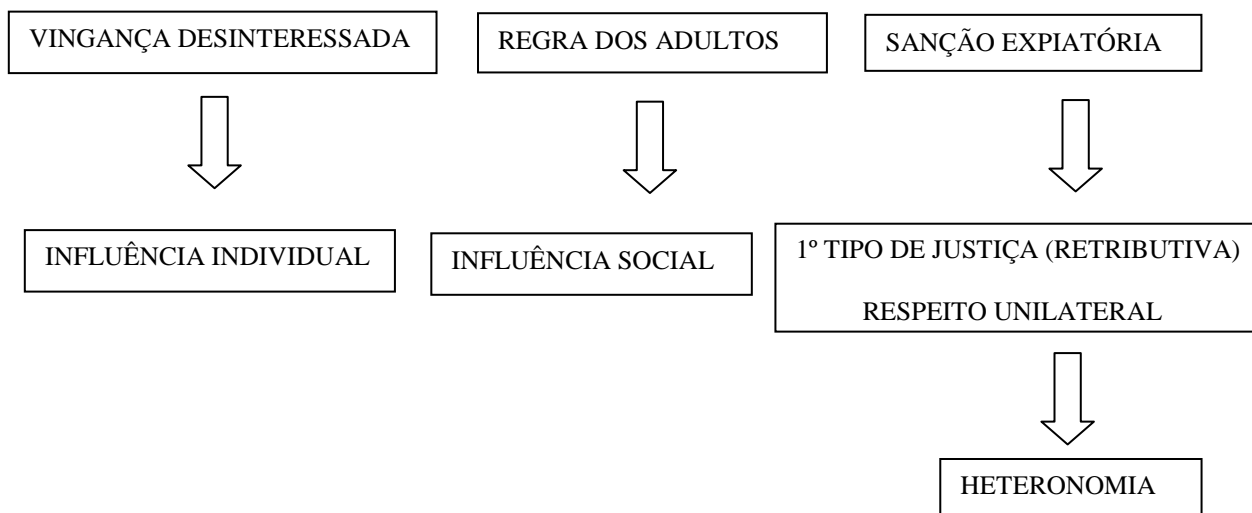 VINGANÇA DESINTERESSADA
REGRA DOS ADULTOS
SANÇÃO EXPIATÓRIA
INFLUÊNCIA INDIVIDUAL
INFLUÊNCIA SOCIAL
1º TIPO DE JUSTIÇA (RETRIBUTIVA)
RESPEITO UNILATERAL
HETERONOMIA